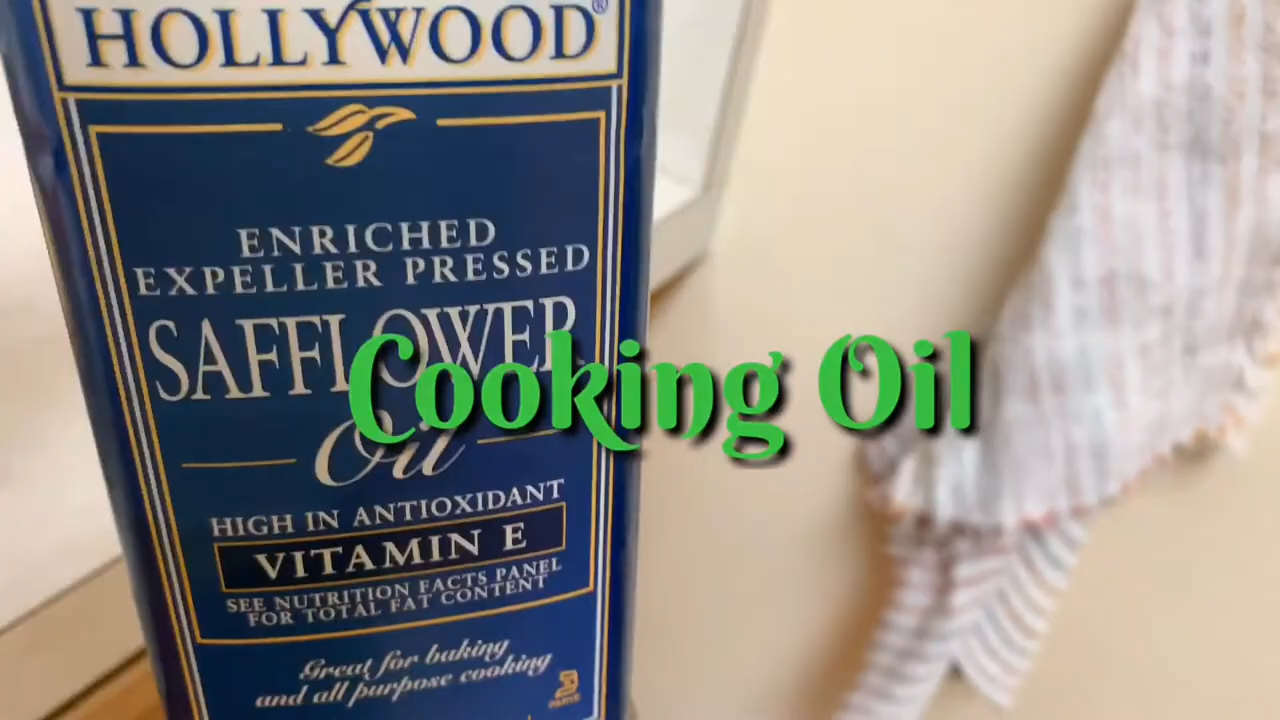 HOLLYWOOD®
ENRICHED
EXPELLER PRESSED
SAFFLOWER
Oil
Cooking Oil
HIGH IN ANTIOXIDANT
VITAMIN E
SEE NUTRITION FACTS PANEL
FOR TOTAL FAT CONTENT
Great for baking
and all purpose cooking